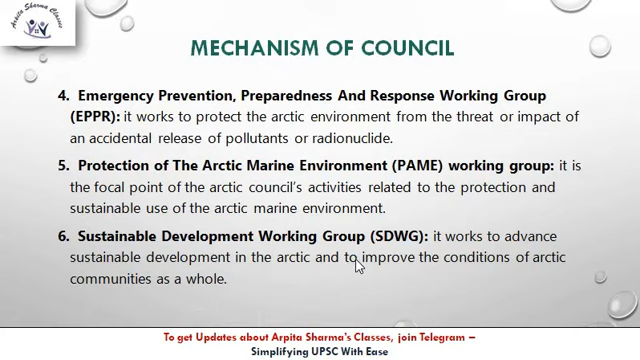 Arpita Sharma Classes
MECHANISM OF COUNCIL
4. Emergency Prevention, Preparedness And Response Working Group
(EPPR): it works to protect the arctic environment from the threat or impact of
an accidental release of pollutants or radionuclide.
5. Protection of The Arctic Marine Environment (PAME) working group: it is
the focal point of the arctic council's activities related to the protection and
sustainable use of the arctic marine environment.
6. Sustainable Development Working Group (SDWG): it works to advance
sustainable development in the arctic and to improve the conditions of arctic
communities as a whole.
To get Updates about Arpita Sharma's Classes, join Telegram –
Simplifying UPSC With Ease